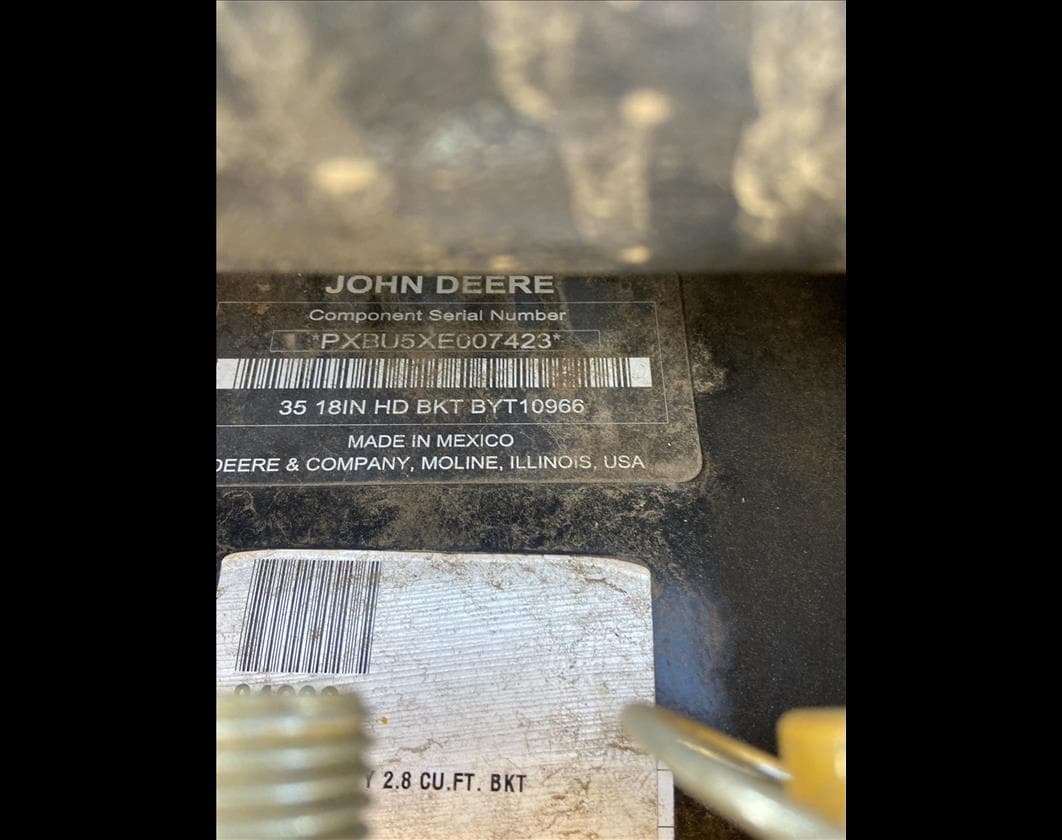 JOHN DEERE
Component Serial Number
*PXBU5XE007423*
35 18IN HD BKT BYT10966
MADE IN MEXICO
DEERE & COMPANY, MOLINE, ILLINOIS, USA
Y 2.8 CU.FT. BKT